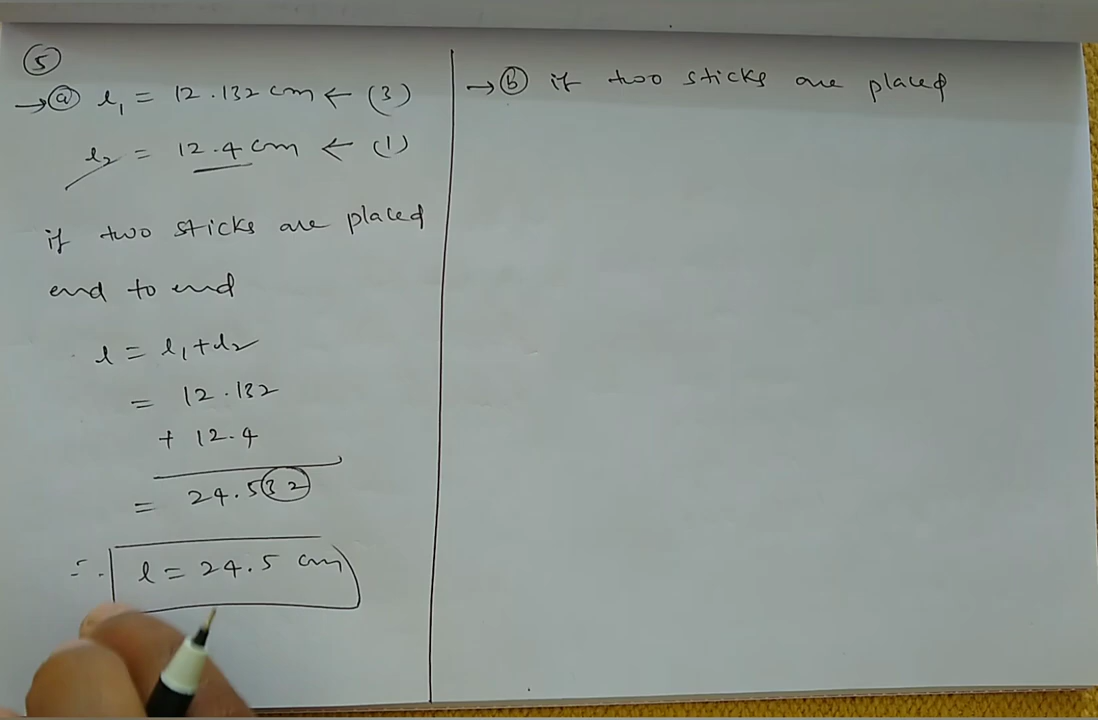 ⑤
→ ⓐ l₁ = 12.132 cm ← (3)
l₂ = 12.4 cm ← (1)
if two sticks are placed
end to end
l = l₁ + l₂
= 12.132
+ 12.4
= 24.532
∴ l = 24.5 cm
→ ⓑ if two sticks are placed